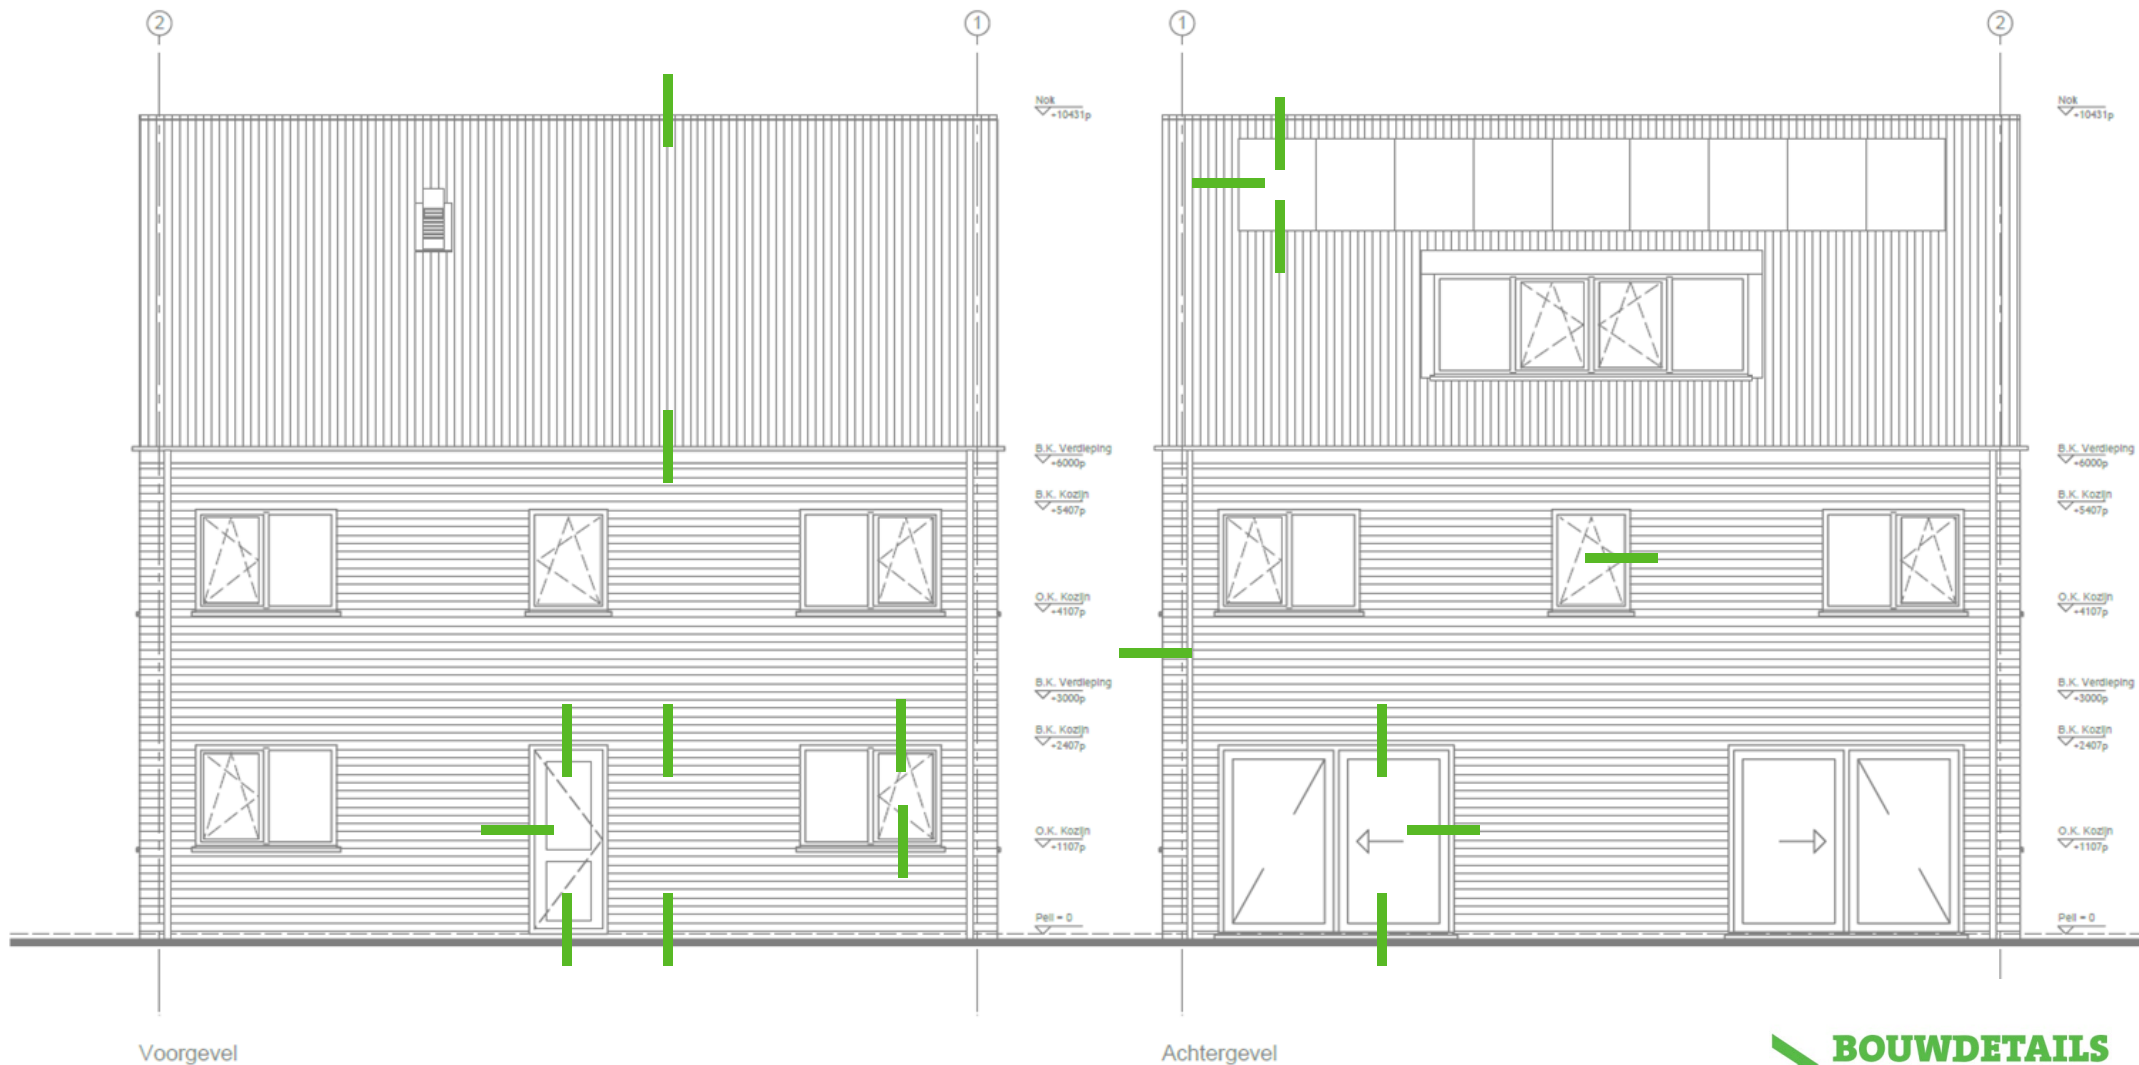 2
1
1
2
Nok
+10431p
B.K. Verdieping
+6000p
B.K. Kozijn
+5407p
O.K. Kozijn
+4107p
B.K. Verdieping
+3000p
B.K. Kozijn
+2407p
O.K. Kozijn
+1107p
Peil = 0
Nok
+10431p
B.K. Verdieping
+6000p
B.K. Kozijn
+5407p
O.K. Kozijn
+4107p
B.K. Verdieping
+3000p
B.K. Kozijn
+2407p
O.K. Kozijn
+1107p
Peil = 0
Voorgevel
Achtergevel
BOUWDETAILS